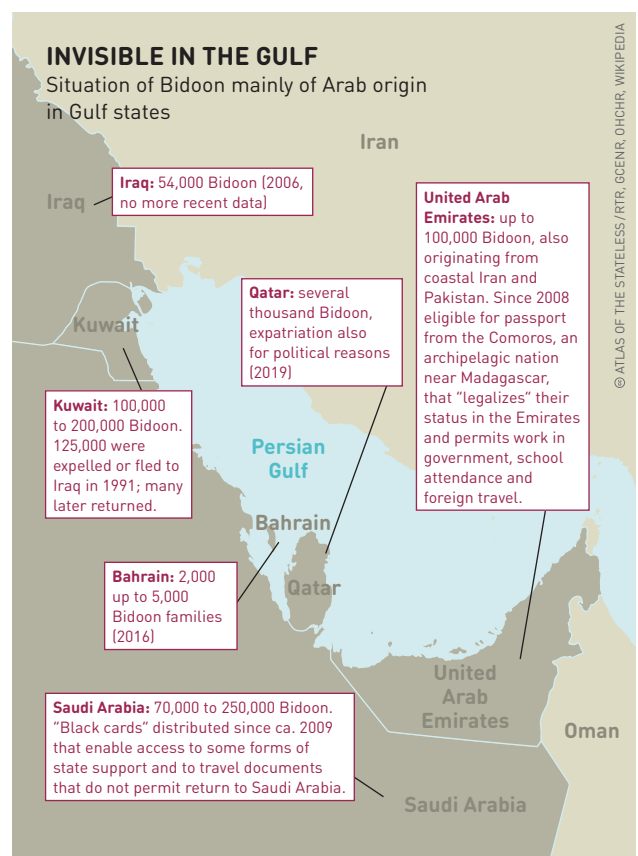 INVISIBLE IN THE GULF
Situation of Bidoon mainly of Arab origin
in Gulf states
© ATLAS OF THE STATELESS / RTR, GCENR, OHCHR, WIKIPEDIA
Iran
Iraq
Iraq: 54,000 Bidoon (2006,
no more recent data)
United Arab
Emirates: up to
100,000 Bidoon, also
originating from
coastal Iran and
Pakistan. Since 2008
eligible for passport
from the Comoros, an
archipelagic nation
near Madagascar,
that “legalizes” their
status in the Emirates
and permits work in
government, school
attendance and
foreign travel.
Qatar: several
thousand Bidoon,
expatriation also
for political reasons
(2019)
Kuwait
Kuwait: 100,000
to 200,000 Bidoon.
125,000 were
expelled or fled to
Iraq in 1991; many
later returned.
Persian
Gulf
Bahrain
Qatar
Bahrain: 2,000
up to 5,000
Bidoon families
(2016)
United
Arab
Emirates
Oman
Saudi Arabia: 70,000 to 250,000 Bidoon.
“Black cards” distributed since ca. 2009
that enable access to some forms of
state support and to travel documents
that do not permit return to Saudi Arabia.
Saudi Arabia